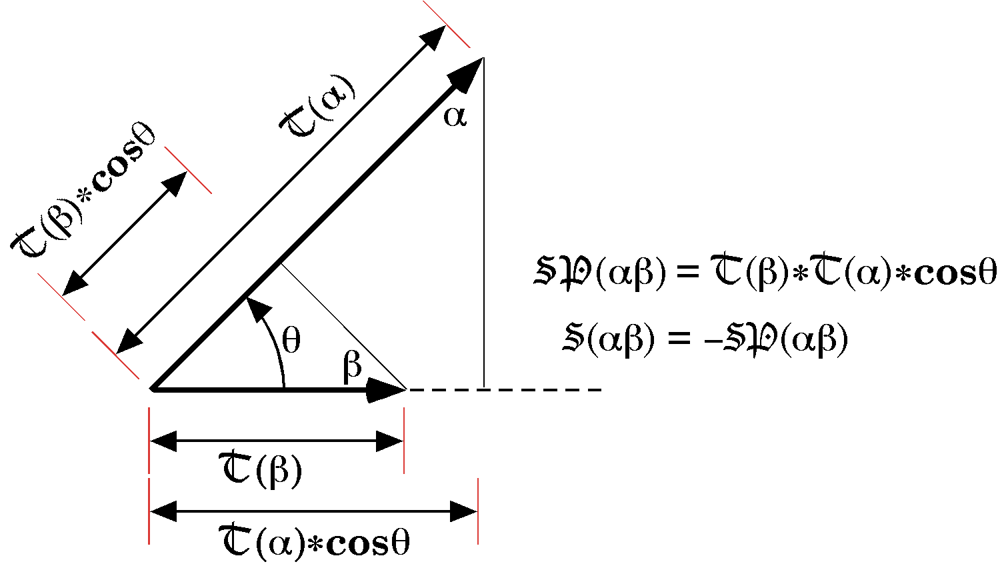 𝕿(α)
α
𝕿(β)*cosθ
𝕾𝕻(αβ) = 𝕿(β)*𝕿(α)*cosθ
θ
𝕾(αβ) = –𝕾𝕻(αβ)
β
𝕿(β)
𝕿(α)*cosθ